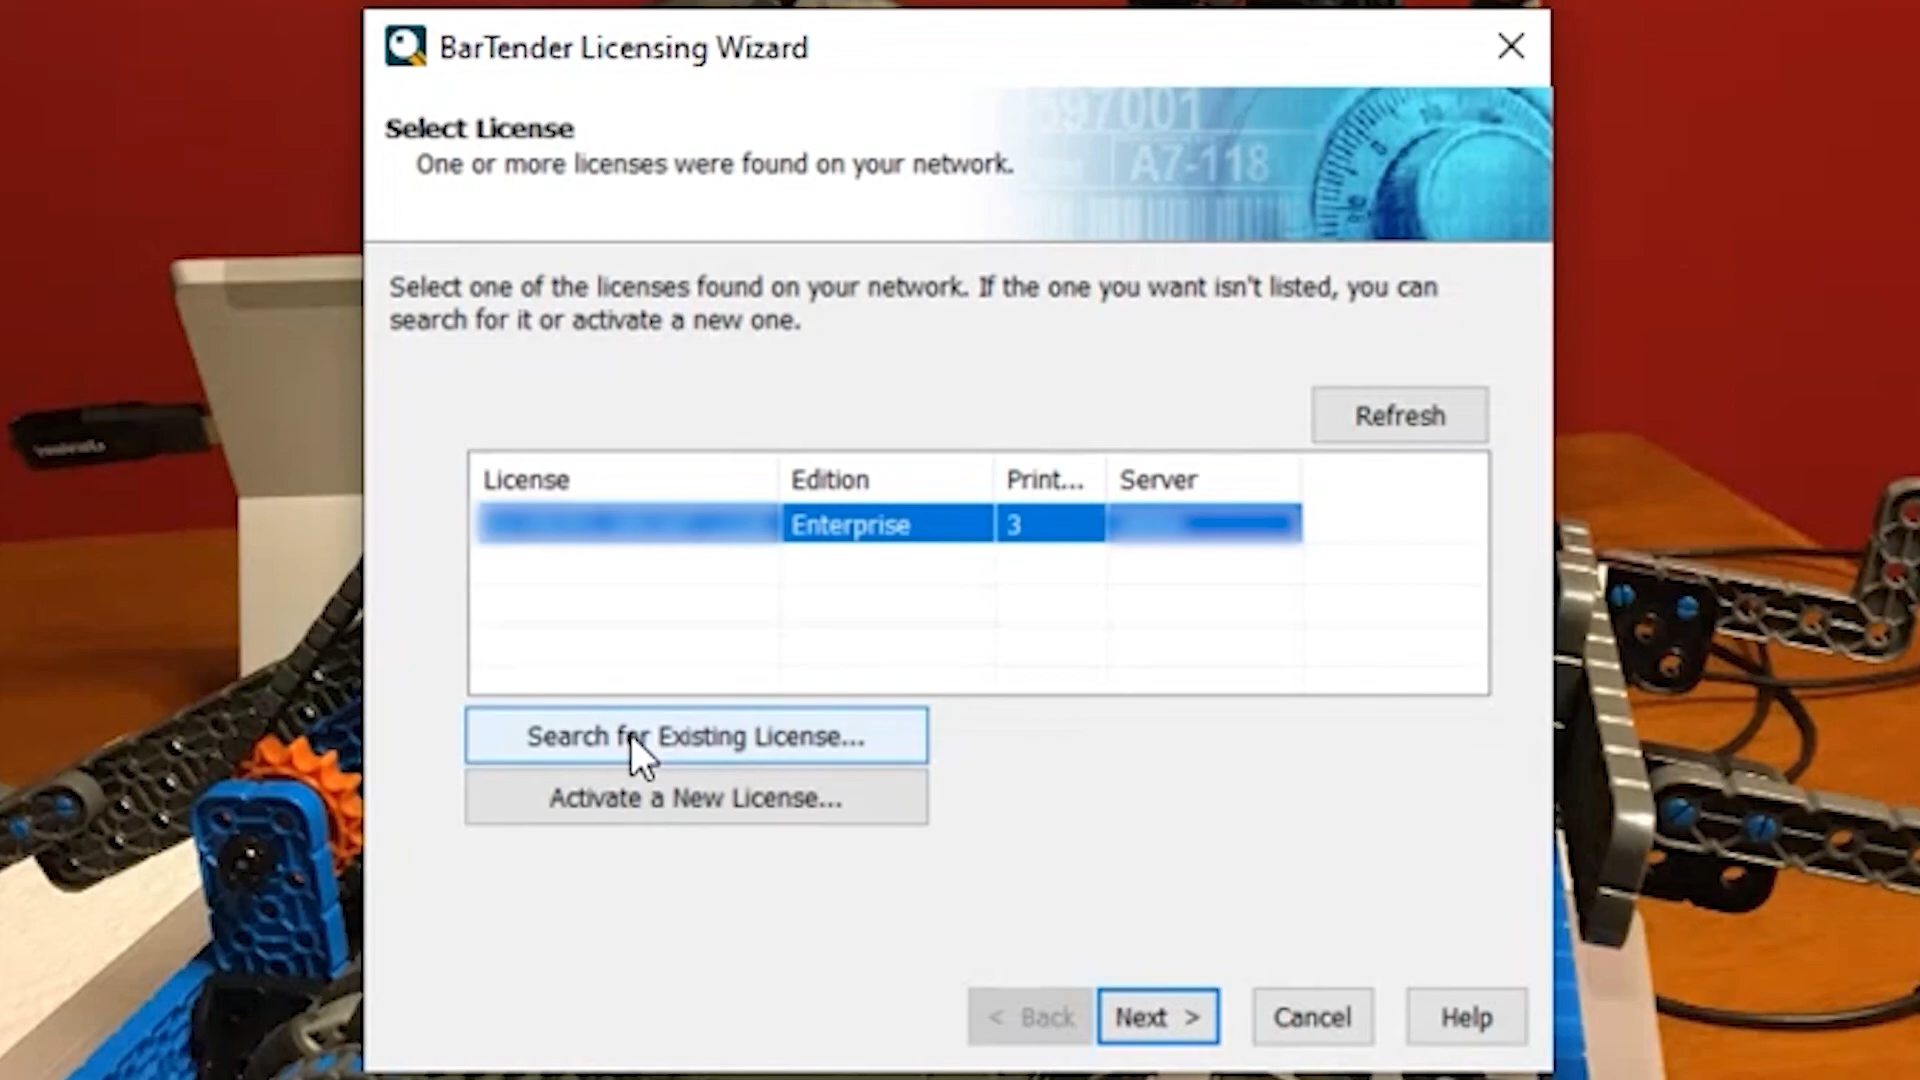 BarTender Licensing Wizard
Select License
One or more licenses were found on your network.
597001
A7-118
Select one of the licenses found on your network. If the one you want isn't listed, you can
search for it or activate a new one.
Refresh
License Edition Print... Server
Enterprise 3
Search for Existing License...
Activate a New License...
< Back Next > Cancel Help